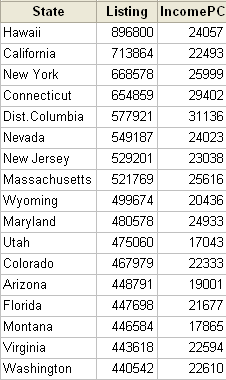 State Listing IncomePC
Hawaii 896800 24057
California 713864 22493
New York 668578 25999
Connecticut 654859 29402
Dist.Columbia 577921 31136
Nevada 549187 24023
New Jersey 529201 23038
Massachusetts 521769 25616
Wyoming 499674 20436
Maryland 480578 24933
Utah 475060 17043
Colorado 467979 22333
Arizona 448791 19001
Florida 447698 21677
Montana 446584 17865
Virginia 443618 22594
Washington 440542 22610